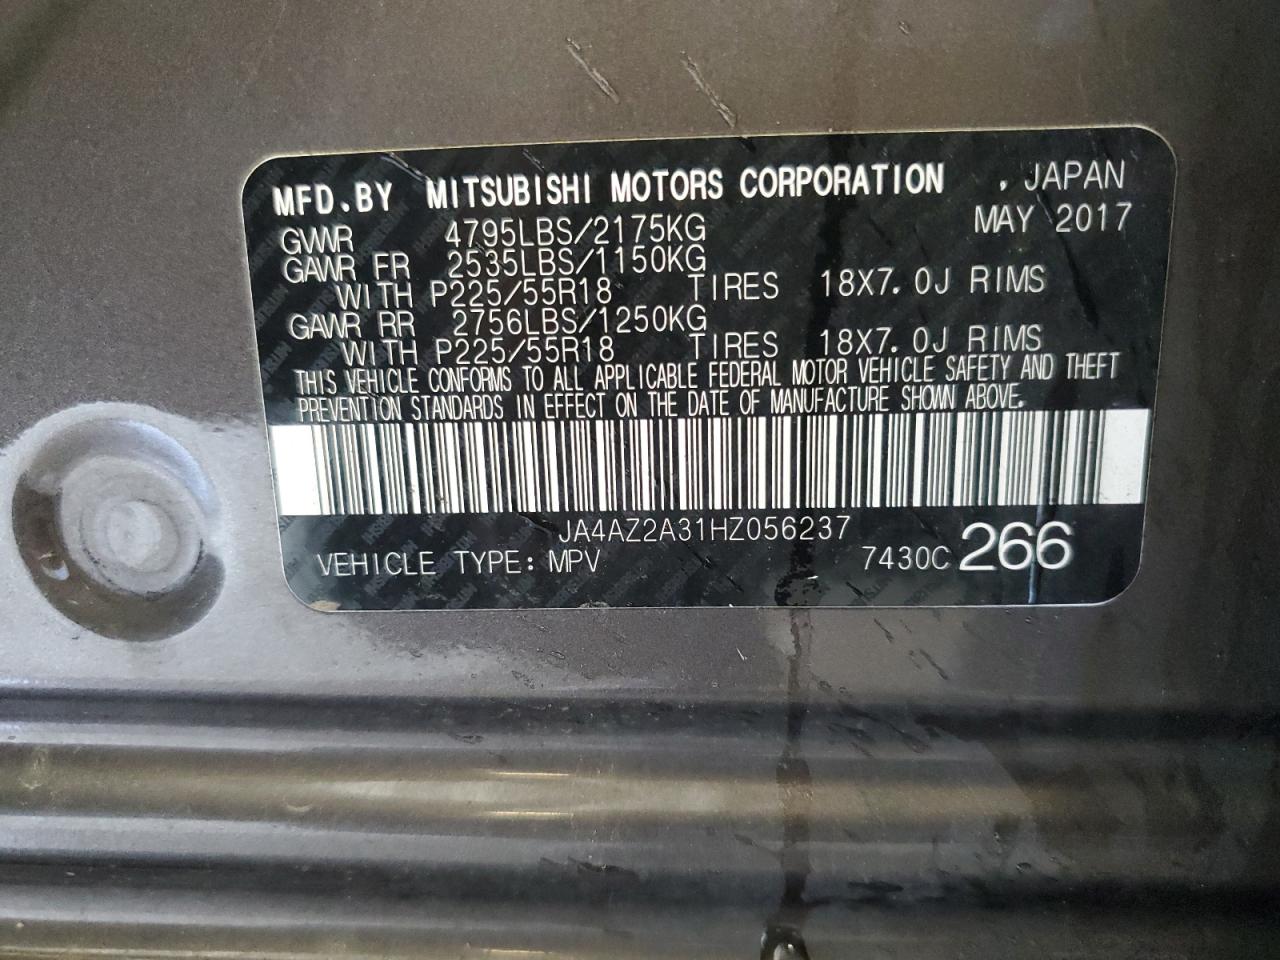 MFD.BY MITSUBISHI MOTORS CORPORATION , JAPAN
GVWR 4795LBS/2175KG MAY 2017
GAWR FR 2535LBS/1150KG
WITH P225/55R18 TIRES 18X7.0J RIMS
GAWR RR 2756LBS/1250KG
WITH P225/55R18 TIRES 18X7.0J RIMS
THIS VEHICLE CONFORMS TO ALL APPLICABLE FEDERAL MOTOR VEHICLE SAFETY AND THEFT
PREVENTION STANDARDS IN EFFECT ON THE DATE OF MANUFACTURE SHOWN ABOVE.
JA4AZ2A31HZ056237
VEHICLE TYPE: MPV 7430C 266